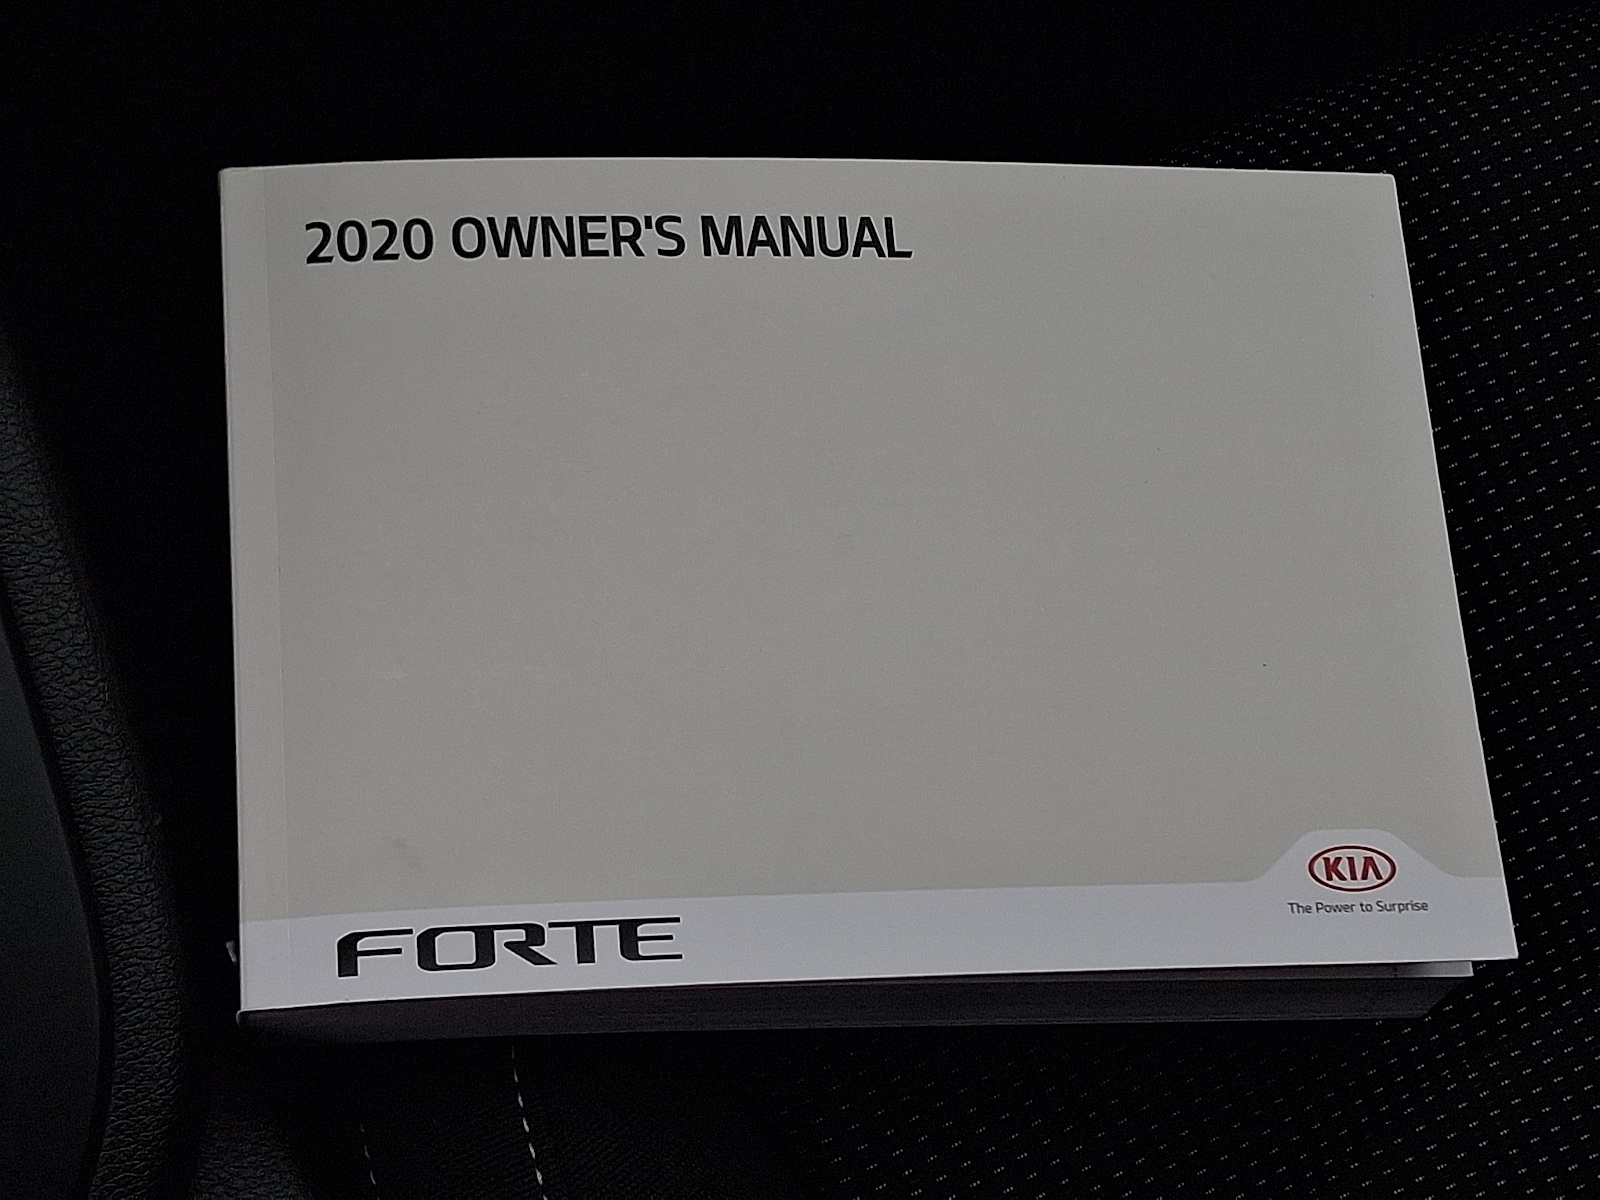 2020 OWNER'S MANUAL
KIA
The Power to Surprise
FORTE